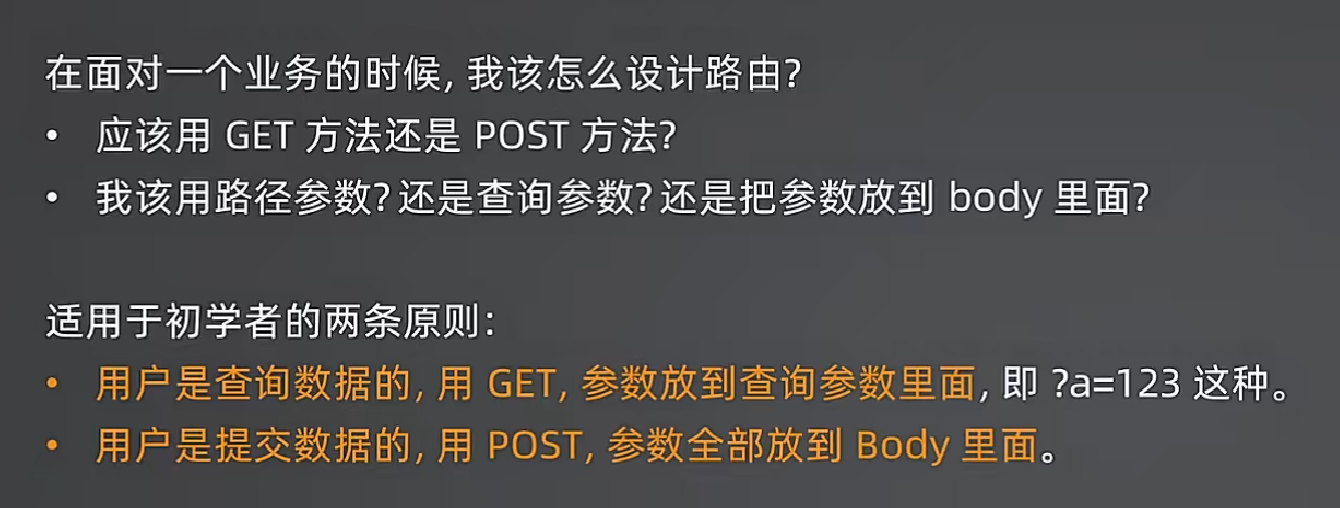 在面对一个业务的时候, 我该怎么设计路由?
• 应该用 GET 方法还是 POST 方法?
• 我该用路径参数? 还是查询参数? 还是把参数放到 body 里面?
适用于初学者的两条原则:
• 用户是查询数据的, 用 GET, 参数放到查询参数里面, 即 ?a=123 这种。
• 用户是提交数据的, 用 POST, 参数全部放到 Body 里面。